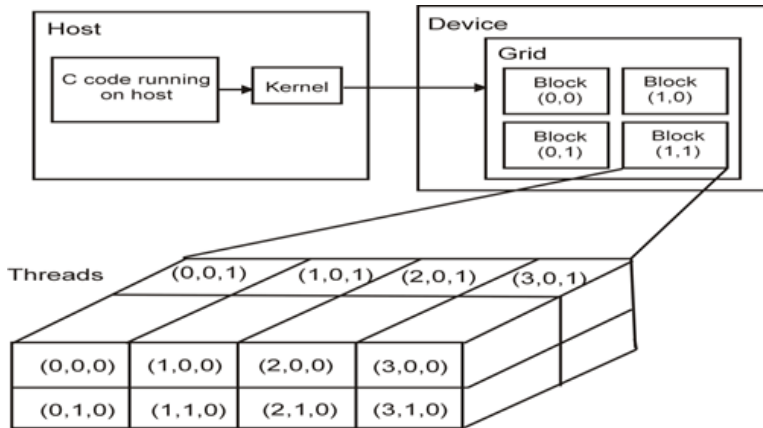 Host
C code running
on host
Kernel
Device
Grid
Block
(0,0)
Block
(1,0)
Block
(0,1)
Block
(1,1)
Threads
(0,0,1) (1,0,1) (2,0,1) (3,0,1)
(0,0,0) (1,0,0) (2,0,0) (3,0,0)
(0,1,0) (1,1,0) (2,1,0) (3,1,0)